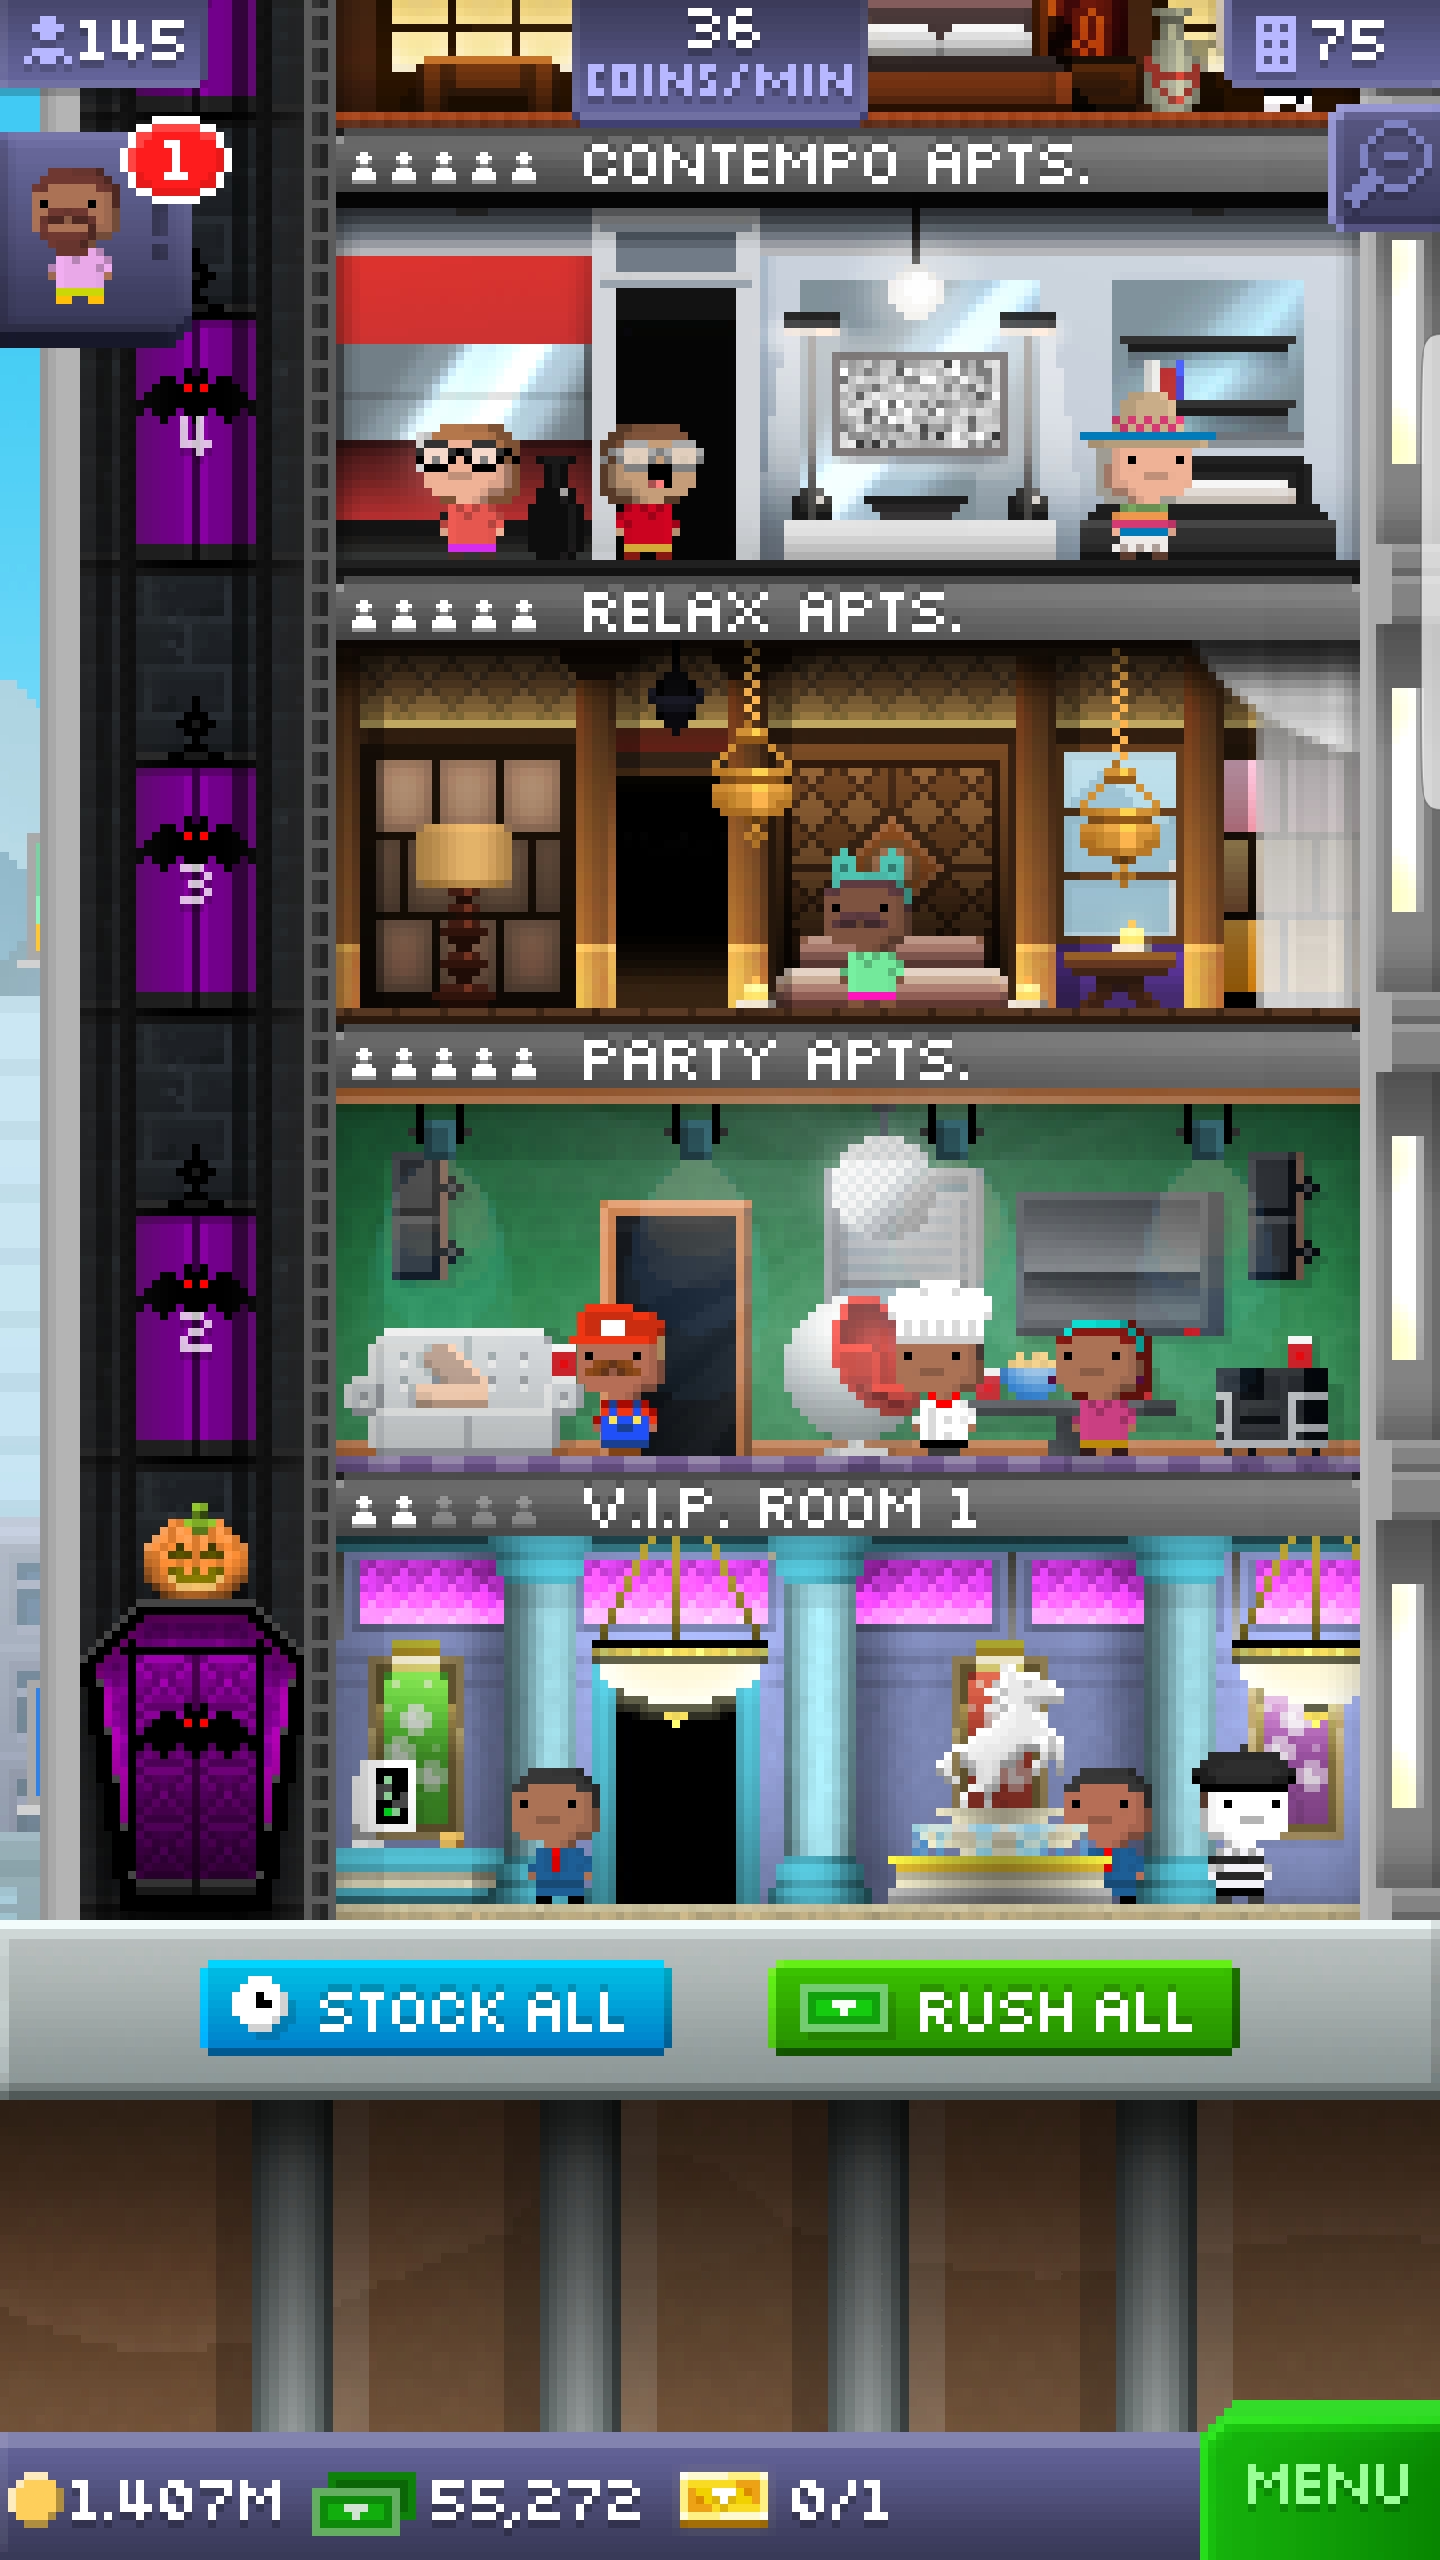 145
36
COINS/MIN
75
1
CONTEMPO APTS.
4
RELAX APTS.
3
PARTY APTS.
2
V.I.P. ROOM 1
STOCK ALL
RUSH ALL
1.407M
55,272
0/1
MENU